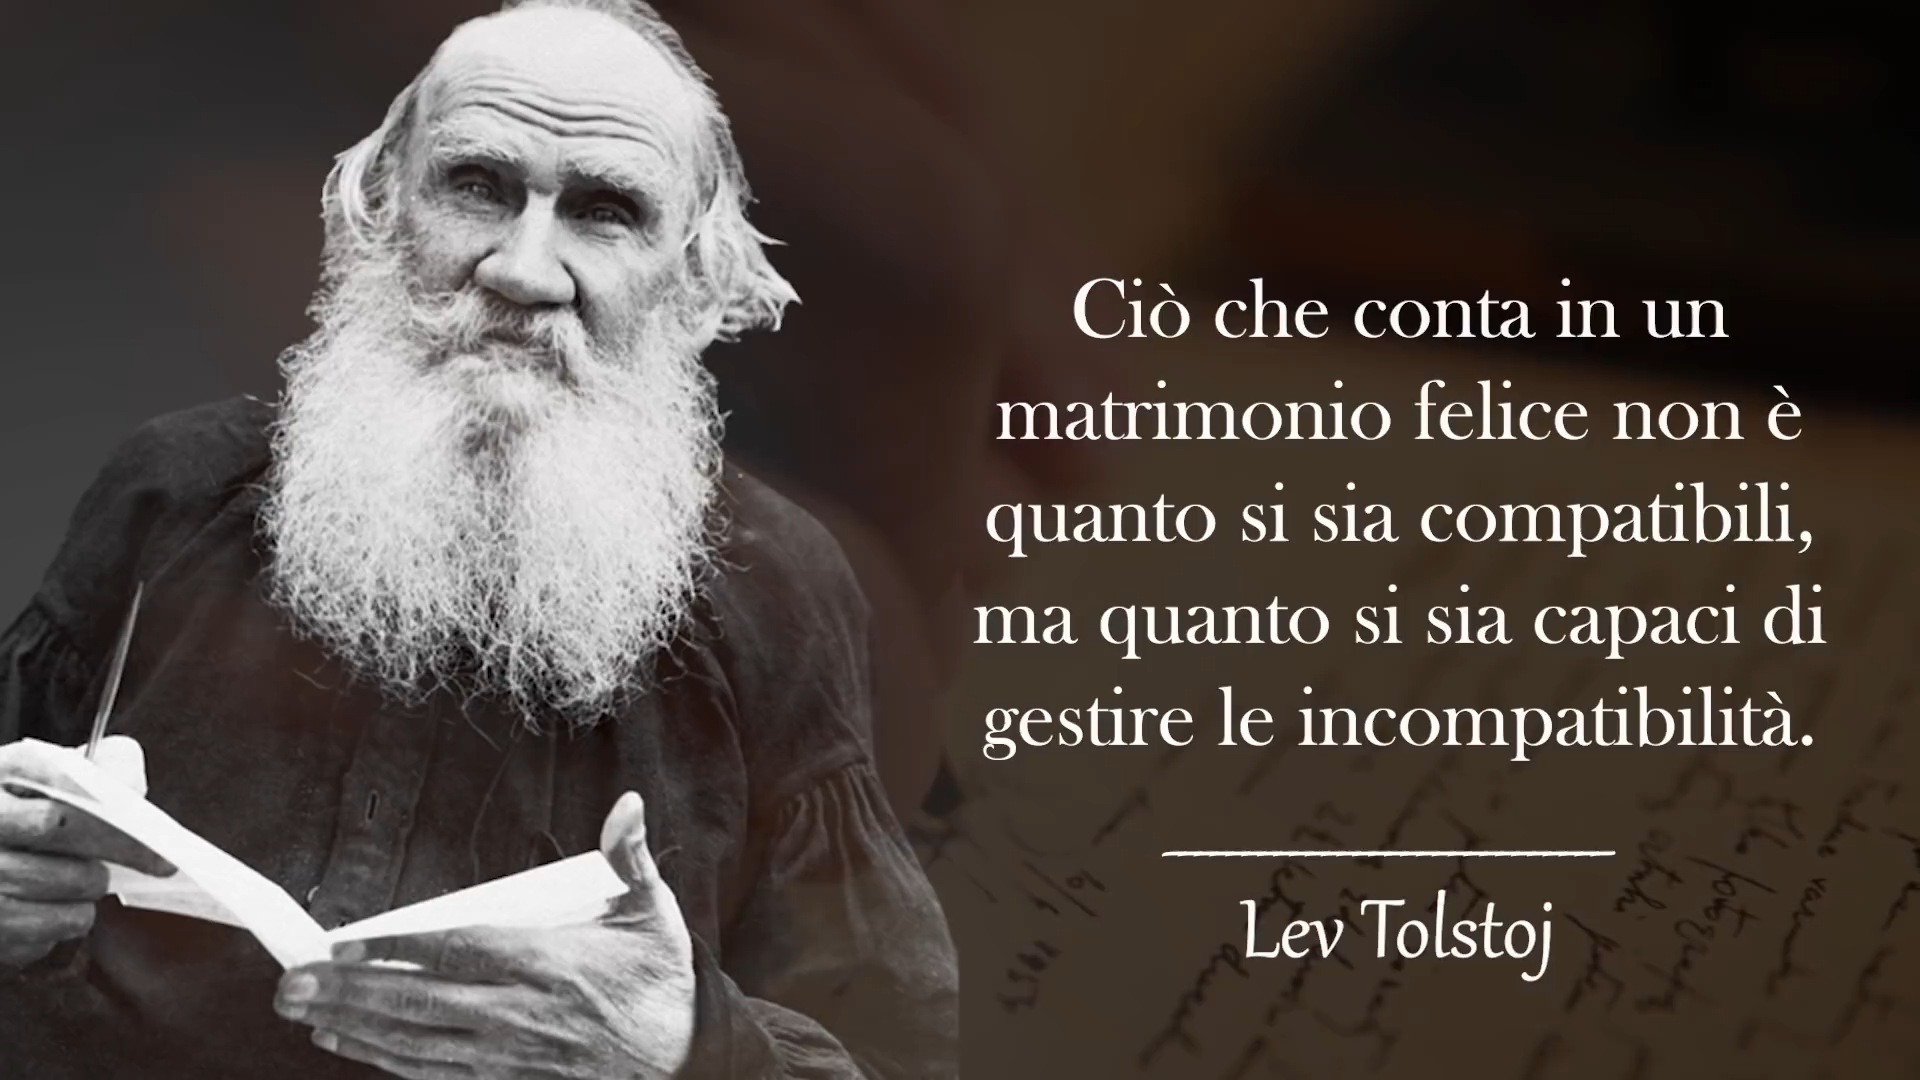 Ciò che conta in un
matrimonio felice non è
quanto si sia compatibili,
ma quanto si sia capaci di
gestire le incompatibilità.
Lev Tolstoj